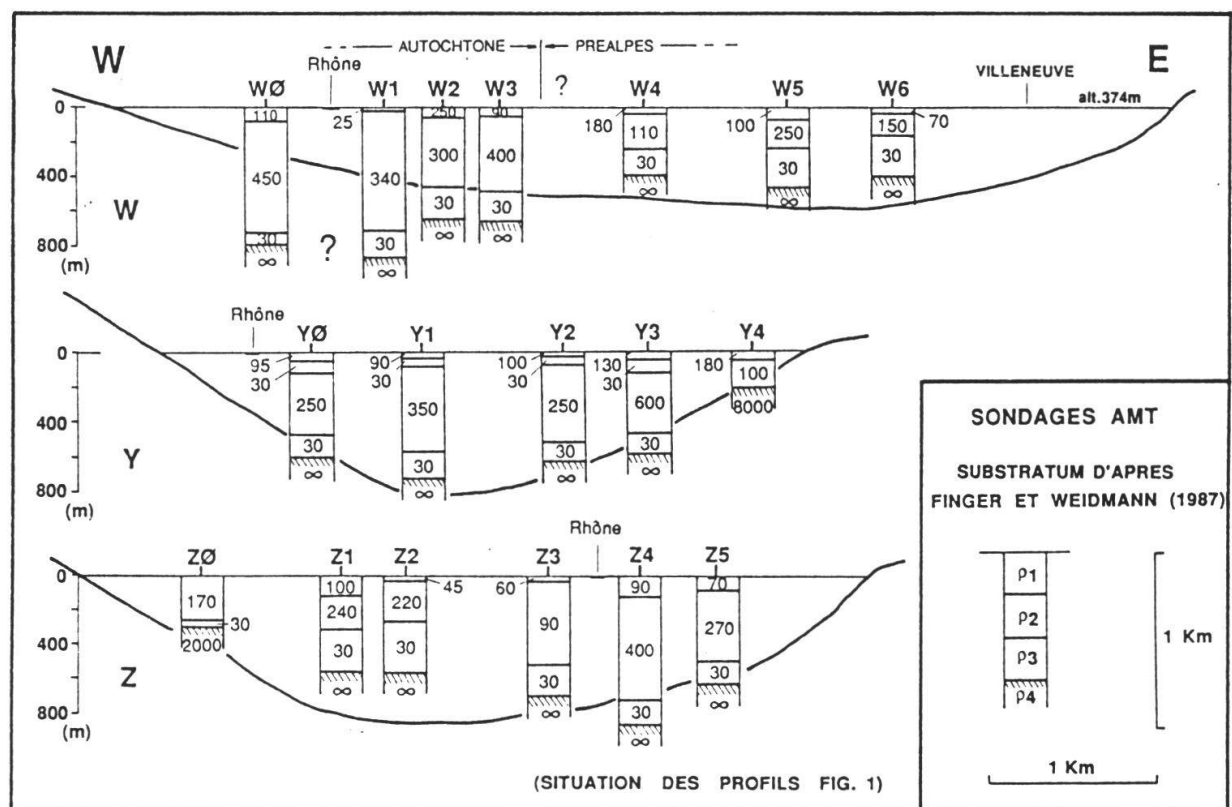 AUTOCHTONE PREALPES
W Rhône ? VILLENEUVE E
WØ W1 W2 W3 W4 W5 W6 alt.374m
0 110 25 250 90 180 100 70
110 250 150
400 450 340 300 400 30 30 30
W 30 30 ∞ ∞ ∞
800 30 ? 30 ∞ ∞
(m) ∞ ∞
Rhône
YØ Y1 Y2 Y3 Y4
0 95 90 100 130 180
30 30 30 30 100
250 350 250 600 8000
400
Y 30 30 30 30
800 ∞ ∞ ∞ ∞
(m)
Rhône
ZØ Z1 Z2 Z3 Z4 Z5
0 100 45 60 90 70
170 240 220 90 270
30
400 2000 30 30 400
Z ∞ ∞ 30 30
800 ∞ 30 ∞
(m) ∞
(SITUATION DES PROFILS FIG. 1)
SONDAGES AMT
SUBSTRATUM D'APRES
FINGER ET WEIDMANN (1987)
ρ1
ρ2
ρ3
ρ4
1 Km
1 Km